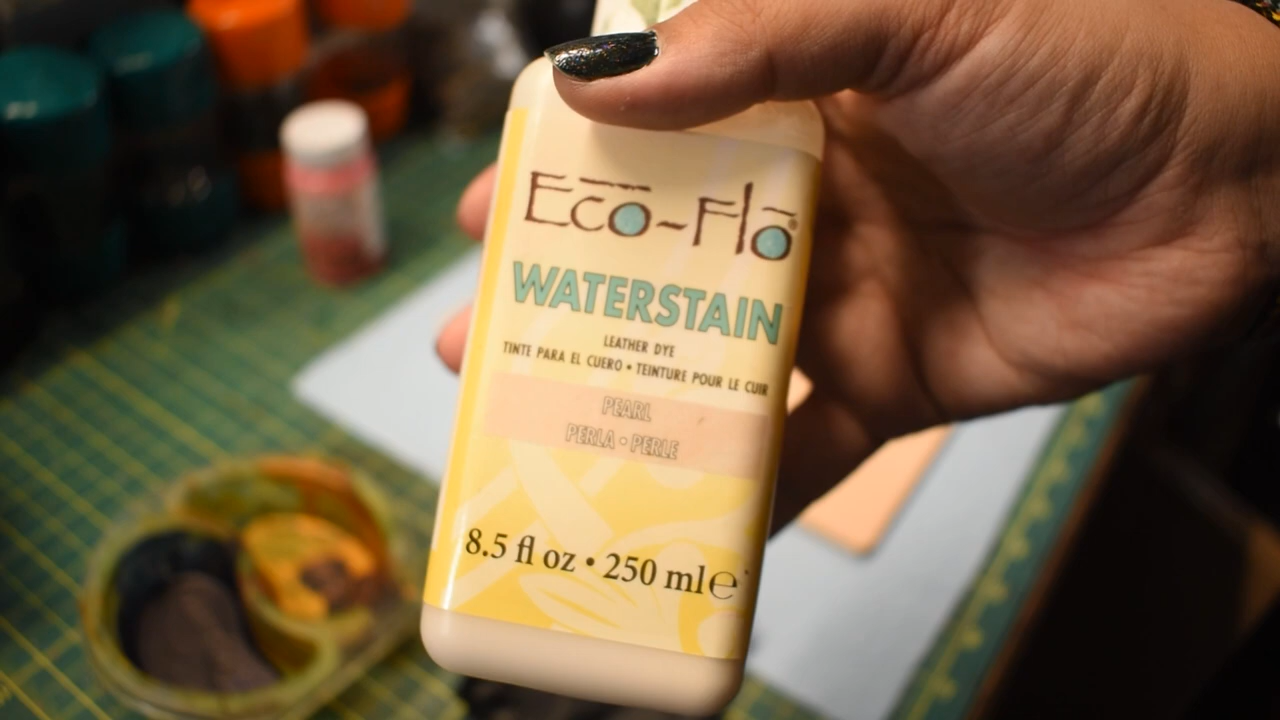 Eco-Flo®
WATERSTAIN
LEATHER DYE
TINTE PARA EL CUERO • TEINTURE POUR LE CUIR
PEARL
PERLA • PERLE
8.5 fl oz • 250 ml ℮